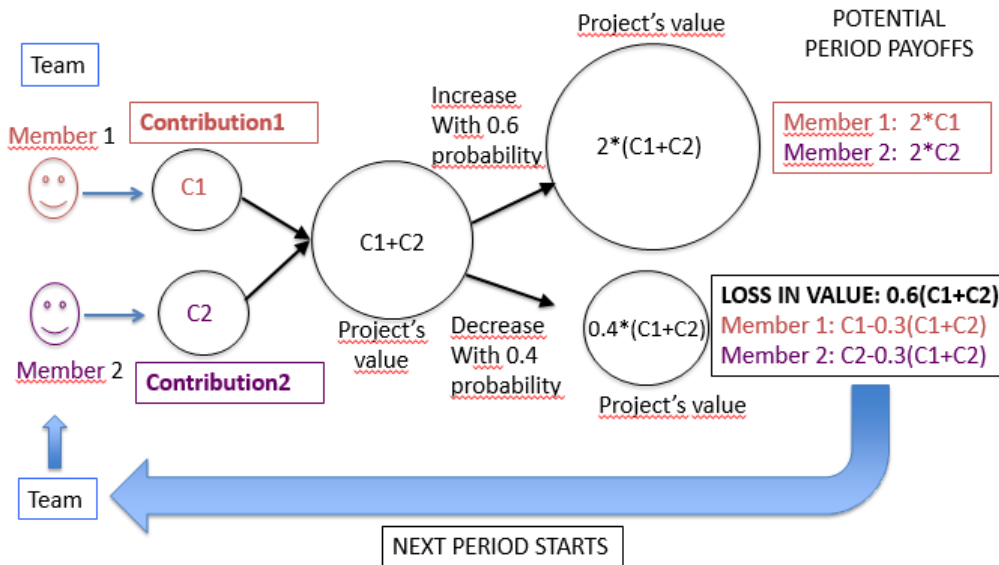 Project's value
POTENTIAL
PERIOD PAYOFFS
Team
Increase
With 0.6
probability
Contribution1
Member 1
2*(C1+C2)
Member 1: 2*C1
Member 2: 2*C2
C1
C1+C2
C2
Project's
value
Decrease
With 0.4
probability
0.4*(C1+C2)
LOSS IN VALUE: 0.6(C1+C2)
Member 1: C1-0.3(C1+C2)
Member 2: C2-0.3(C1+C2)
Member 2
Contribution2
Project's value
Team
NEXT PERIOD STARTS